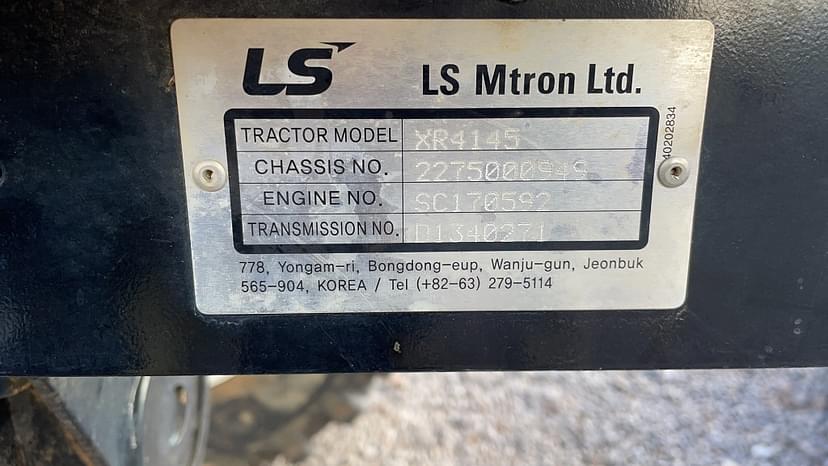 LS LS Mtron Ltd.
TRACTOR MODEL XR4145
CHASSIS NO. 2275000949
ENGINE NO. SC170592
TRANSMISSION NO. D1340271
778, Yongam-ri, Bongdong-eup, Wanju-gun, Jeonbuk
565-904, KOREA / Tel (+82-63) 279-5114
40202834